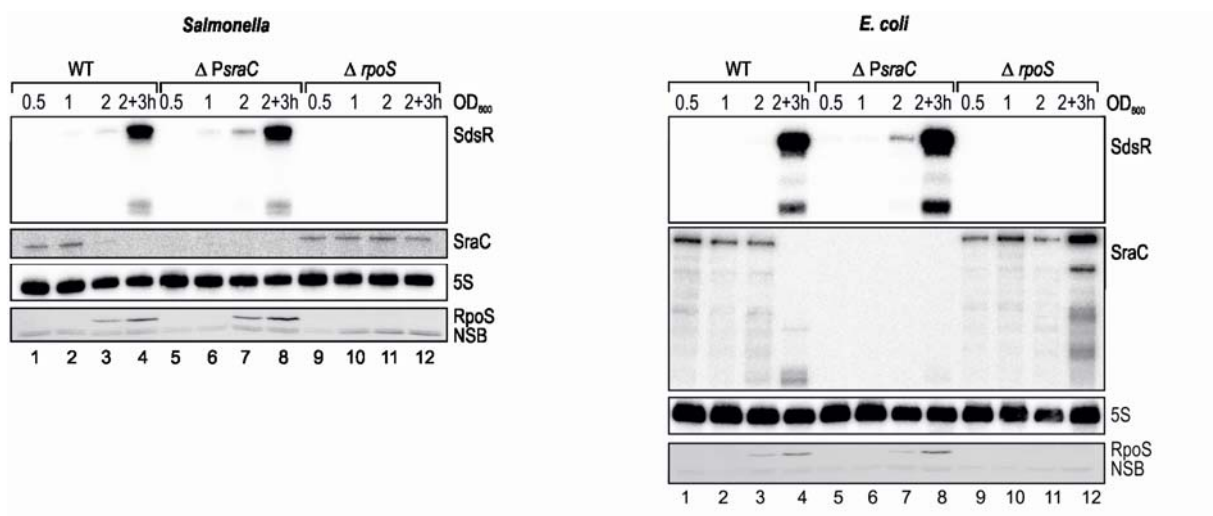 Salmonella
WT Δ PsraC Δ rpoS
0.5 1 2 2+3h 0.5 1 2 2+3h 0.5 1 2 2+3h OD600
SdsR
SraC
5S
RpoS
NSB
1 2 3 4 5 6 7 8 9 10 11 12
E. coli
WT Δ PsraC Δ rpoS
0.5 1 2 2+3h 0.5 1 2 2+3h 0.5 1 2 2+3h OD600
SdsR
SraC
5S
RpoS
NSB
1 2 3 4 5 6 7 8 9 10 11 12